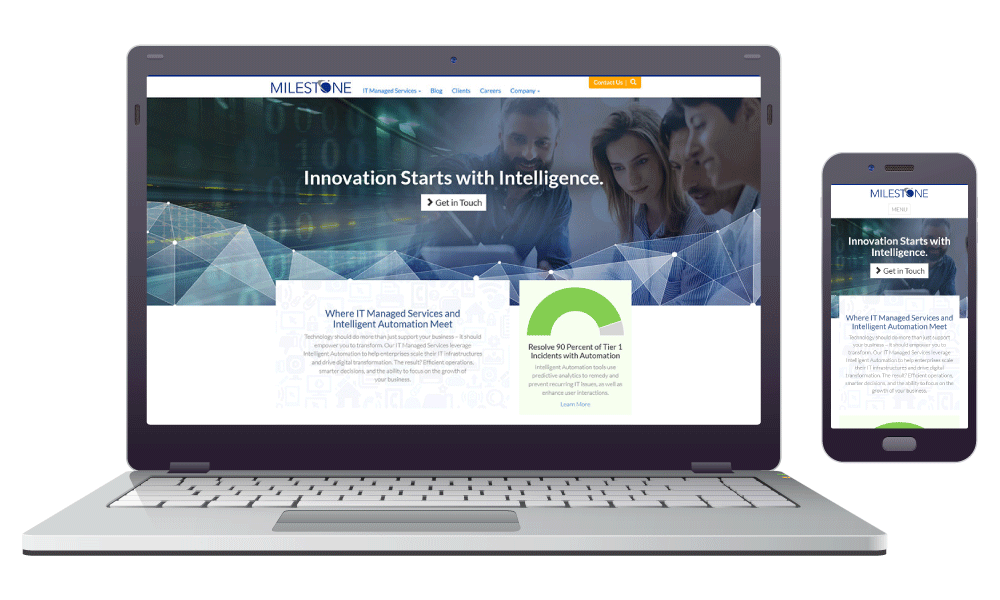 MILESTONE
IT Managed Services Blog Clients Careers Company
Contact Us |
Innovation Starts with Intelligence.
Get in Touch
Where IT Managed Services and
Intelligent Automation Meet
Technology should do more than just support your business – it should
empower you to transform. Our IT Managed Services leverage
Intelligent Automation to help enterprises scale their IT infrastructures
and drive digital transformation. The result? Efficient operations,
smarter decisions, and the ability to focus on the growth of
your business.
Resolve 90 Percent of Tier 1
Incidents with Automation
Intelligent Automation tools use
predictive analytics to remedy and
prevent recurring IT issues, as well as
enhance user interactions.
Learn More
MILESTONE
MENU
Innovation Starts with
Intelligence.
Get in Touch
Where IT Managed Services and
Intelligent Automation Meet
Technology should do more than just support
your business – it should empower you to
transform. Our IT Managed Services leverage
Intelligent Automation to help enterprises scale
their IT infrastructures and drive digital
transformation. The result? Efficient operations,
smarter decisions, and the ability to focus on the
growth of your business.